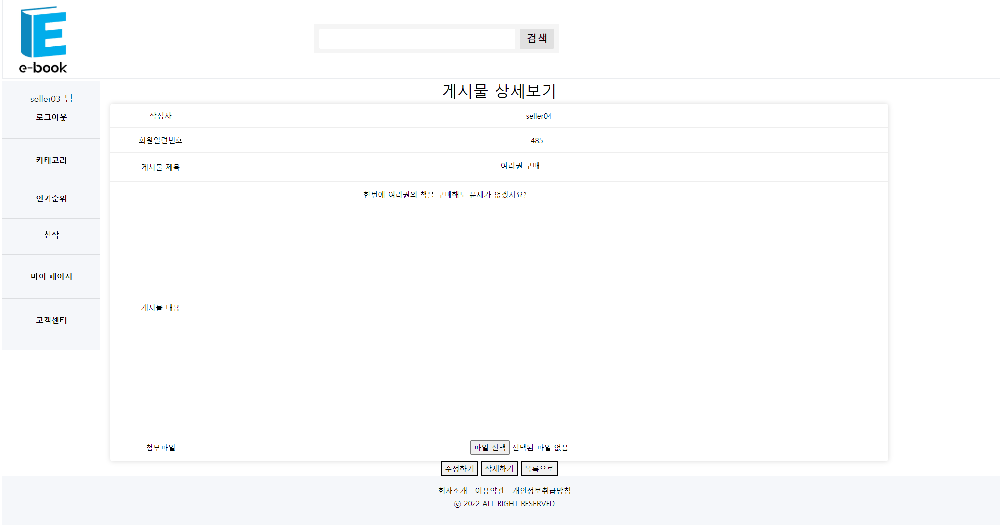 e-book
검색
seller03 님
로그아웃
카테고리
인기순위
신작
마이 페이지
고객센터
게시물 상세보기
작성자 seller04
회원일련번호 485
게시물 제목 여러권 구매
게시물 내용 한번에 여러권의 책을 구매해도 문제가 없겠지요?
첨부파일 파일 선택 선택된 파일 없음
수정하기 삭제하기 목록으로
회사소개 이용약관 개인정보취급방침
ⓒ 2022 ALL RIGHT RESERVED